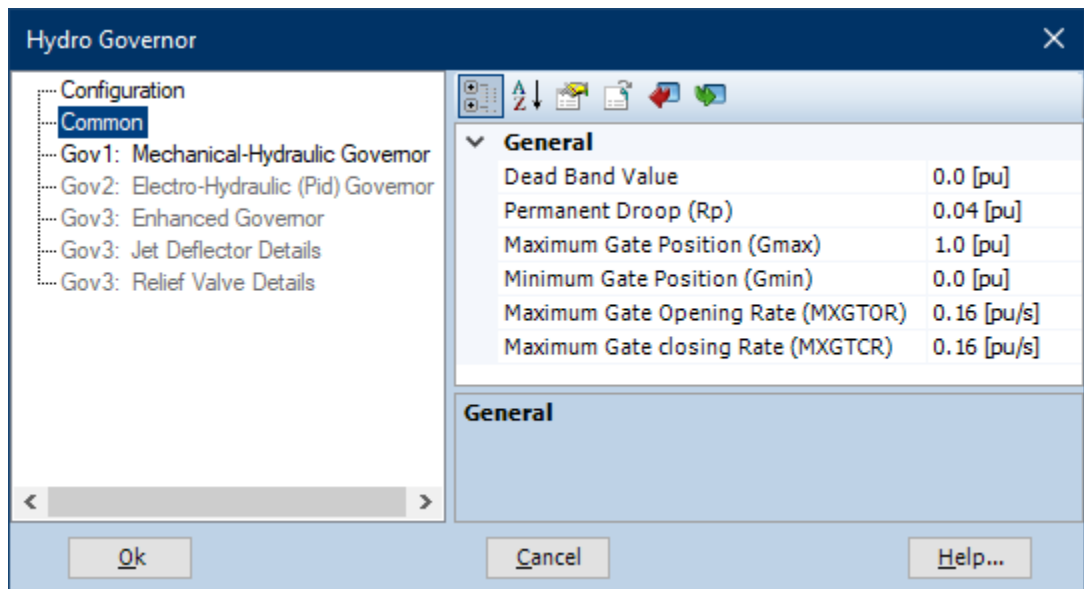 Hydro Governor
Configuration
Common
Gov1: Mechanical-Hydraulic Governor
Gov2: Electro-Hydraulic (Pid) Governor
Gov3: Enhanced Governor
Gov3: Jet Deflector Details
Gov3: Relief Valve Details
General
Dead Band Value 0.0 [pu]
Permanent Droop (Rp) 0.04 [pu]
Maximum Gate Position (Gmax) 1.0 [pu]
Minimum Gate Position (Gmin) 0.0 [pu]
Maximum Gate Opening Rate (MXGTOR) 0.16 [pu/s]
Maximum Gate closing Rate (MXGTCR) 0.16 [pu/s]
General
Ok Cancel Help...